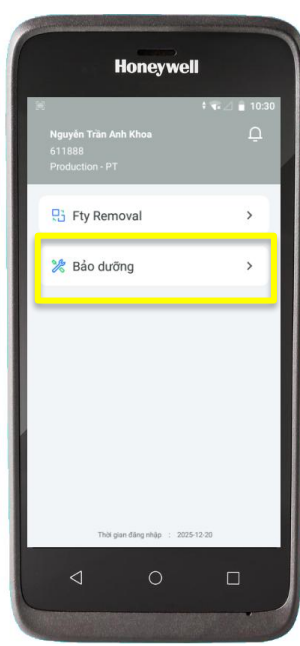 Honeywell
10:30
Nguyễn Trần Anh Khoa
611888
Production - PT
Fty Removal
Bảo dưỡng
Thời gian đăng nhập : 2025-12-20